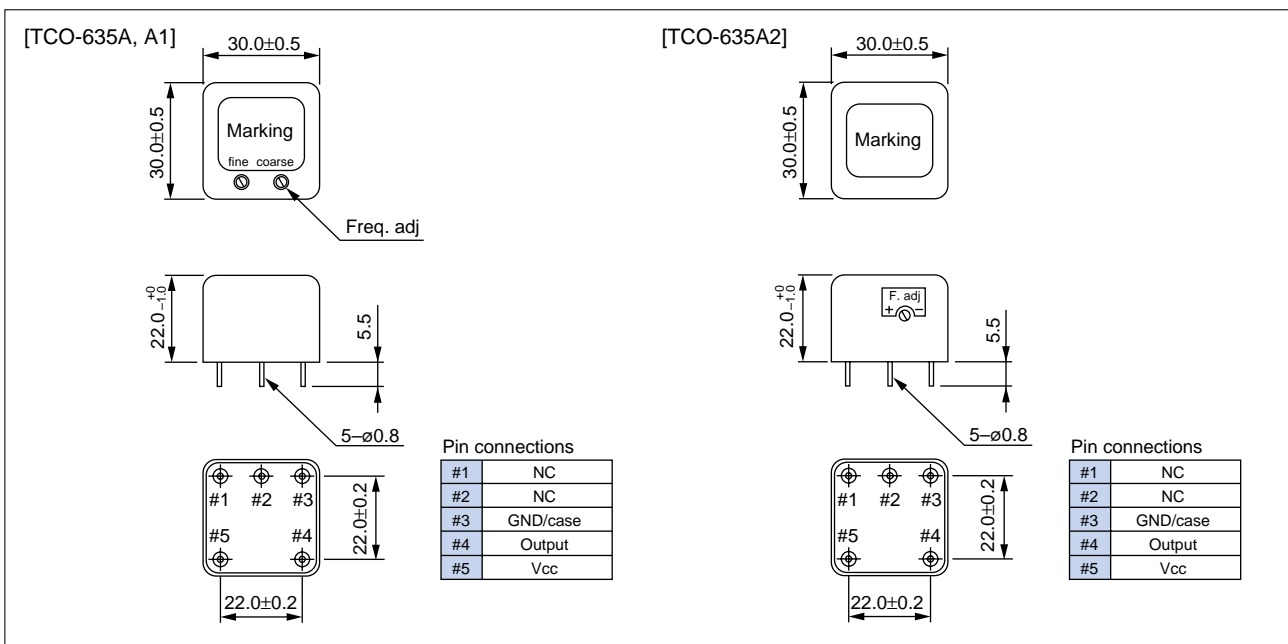 [TCO-635A, A1]
30.0±0.5
30.0±0.5
Marking
fine coarse
Freq. adj
22.0 +0 −1.0
5.5
5–ø0.8
#1 #2 #3
#5 #4
22.0±0.2
22.0±0.2
Pin connections
#1 NC
#2 NC
#3 GND/case
#4 Output
#5 Vcc
[TCO-635A2]
30.0±0.5
30.0±0.5
Marking
22.0 +0 −1.0
F. adj
+ −
5.5
5–ø0.8
#1 #2 #3
#5 #4
22.0±0.2
22.0±0.2
Pin connections
#1 NC
#2 NC
#3 GND/case
#4 Output
#5 Vcc